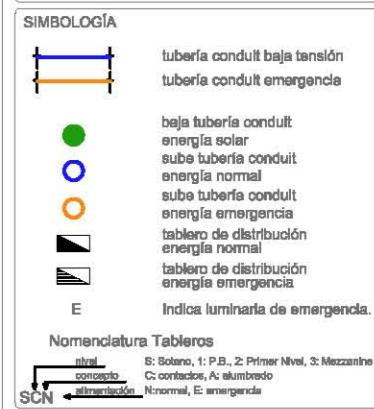 SIMBOLOGÍA
tubería conduit baja tensión
tubería conduit emergencia
baja tubería conduit
energía solar
sube tubería conduit
energía normal
sube tubería conduit
energía emergencia
tablero de distribución
energía normal
tablero de distribución
energía emergencia
E Indica luminaria de emergencia.
Nomenclatura Tableros
nivel S: Sotano, 1: P.B., 2: Primer Nivel, 3: Mezzanine
concepto C: contactos, A: alumbrado
alimentación N:normal, E: emergencia
SCN